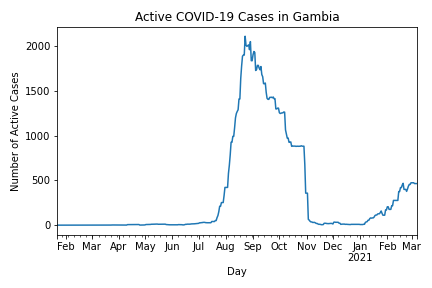 Active COVID-19 Cases in Gambia
Number of Active Cases
2000
1500
1000
500
0
Feb Mar Apr May Jun Jul Aug Sep Oct Nov Dec Jan Feb Mar
2021
Day